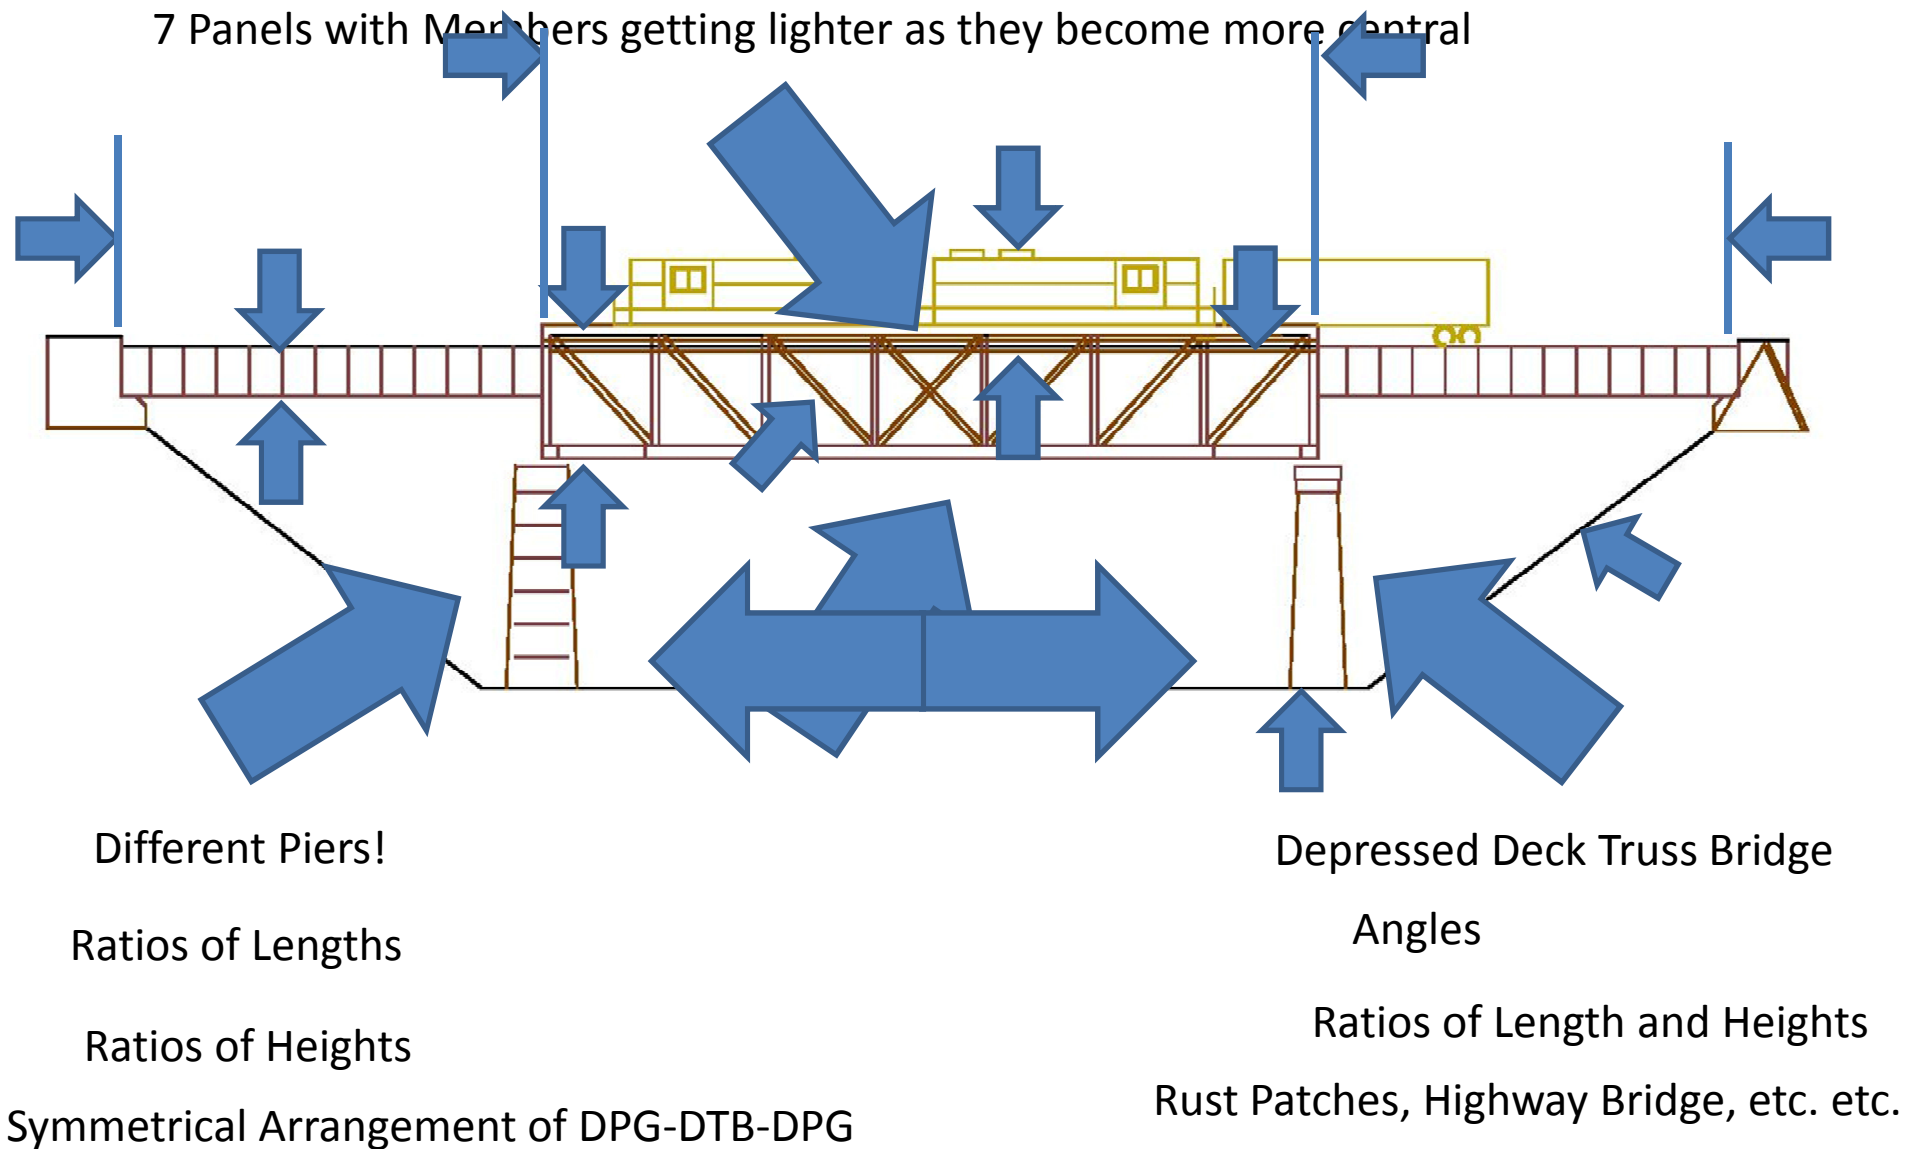 7 Panels with Members getting lighter as they become more central
Different Piers!
Depressed Deck Truss Bridge
Ratios of Lengths
Angles
Ratios of Heights
Ratios of Length and Heights
Symmetrical Arrangement of DPG-DTB-DPG
Rust Patches, Highway Bridge, etc. etc.